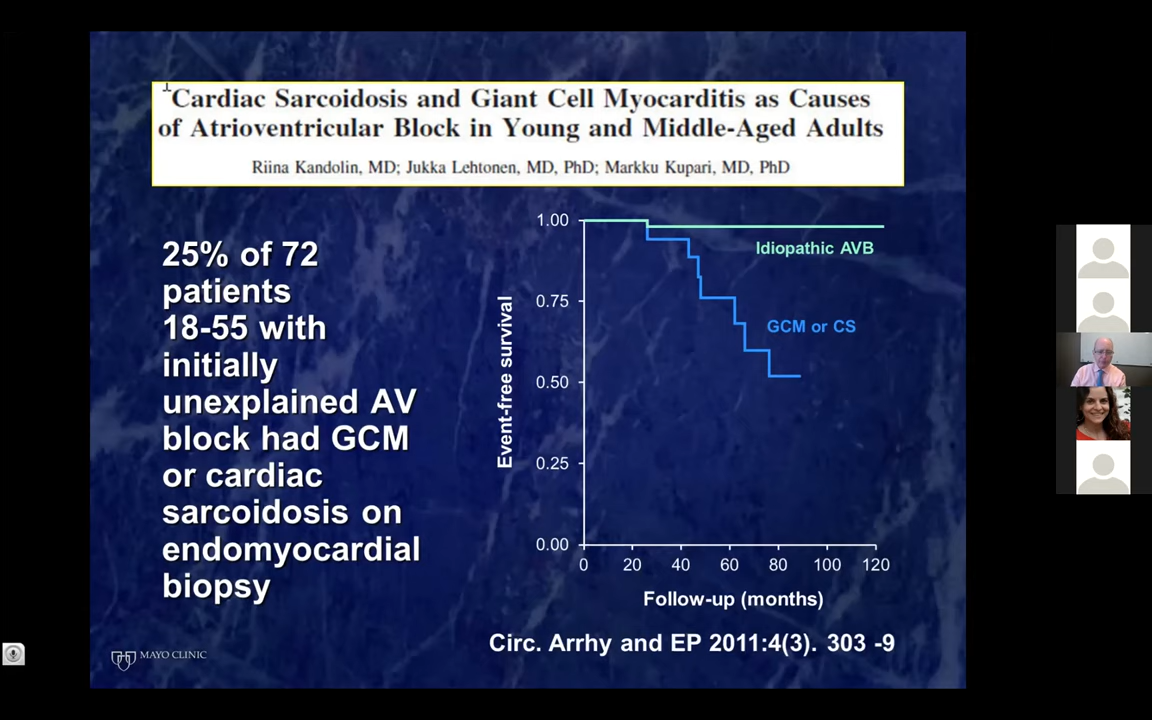 Cardiac Sarcoidosis and Giant Cell Myocarditis as Causes
of Atrioventricular Block in Young and Middle-Aged Adults
Riina Kandolin, MD; Jukka Lehtonen, MD, PhD; Markku Kupari, MD, PhD
25% of 72
patients
18-55 with
initially
unexplained AV
block had GCM
or cardiac
sarcoidosis on
endomyocardial
biopsy
Event-free survival
1.00
0.75
0.50
0.25
0.00
Idiopathic AVB
GCM or CS
0 20 40 60 80 100 120
Follow-up (months)
Circ. Arrhy and EP 2011:4(3). 303 -9
MAYO CLINIC